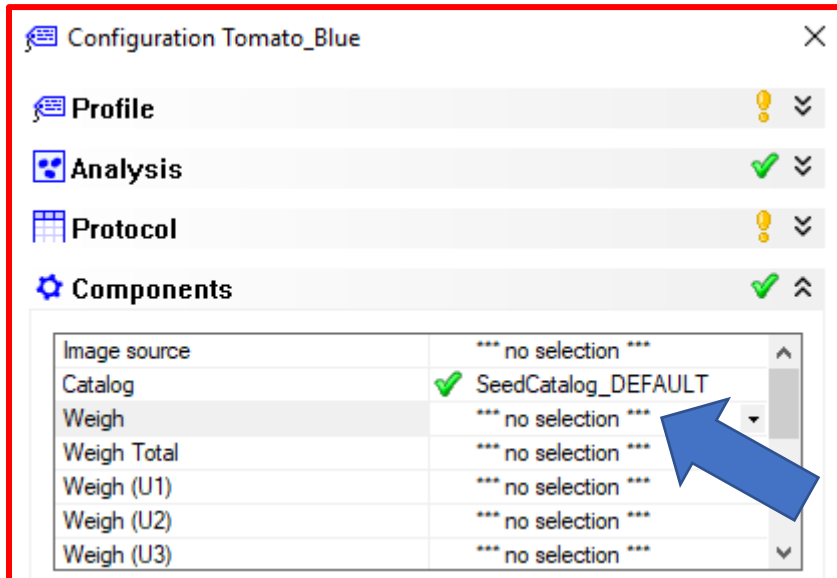 Configuration Tomato_Blue
Profile
Analysis
Protocol
Components
Image source *** no selection ***
Catalog SeedCatalog_DEFAULT
Weigh *** no selection ***
Weigh Total *** no selection ***
Weigh (U1) *** no selection ***
Weigh (U2) *** no selection ***
Weigh (U3) *** no selection ***